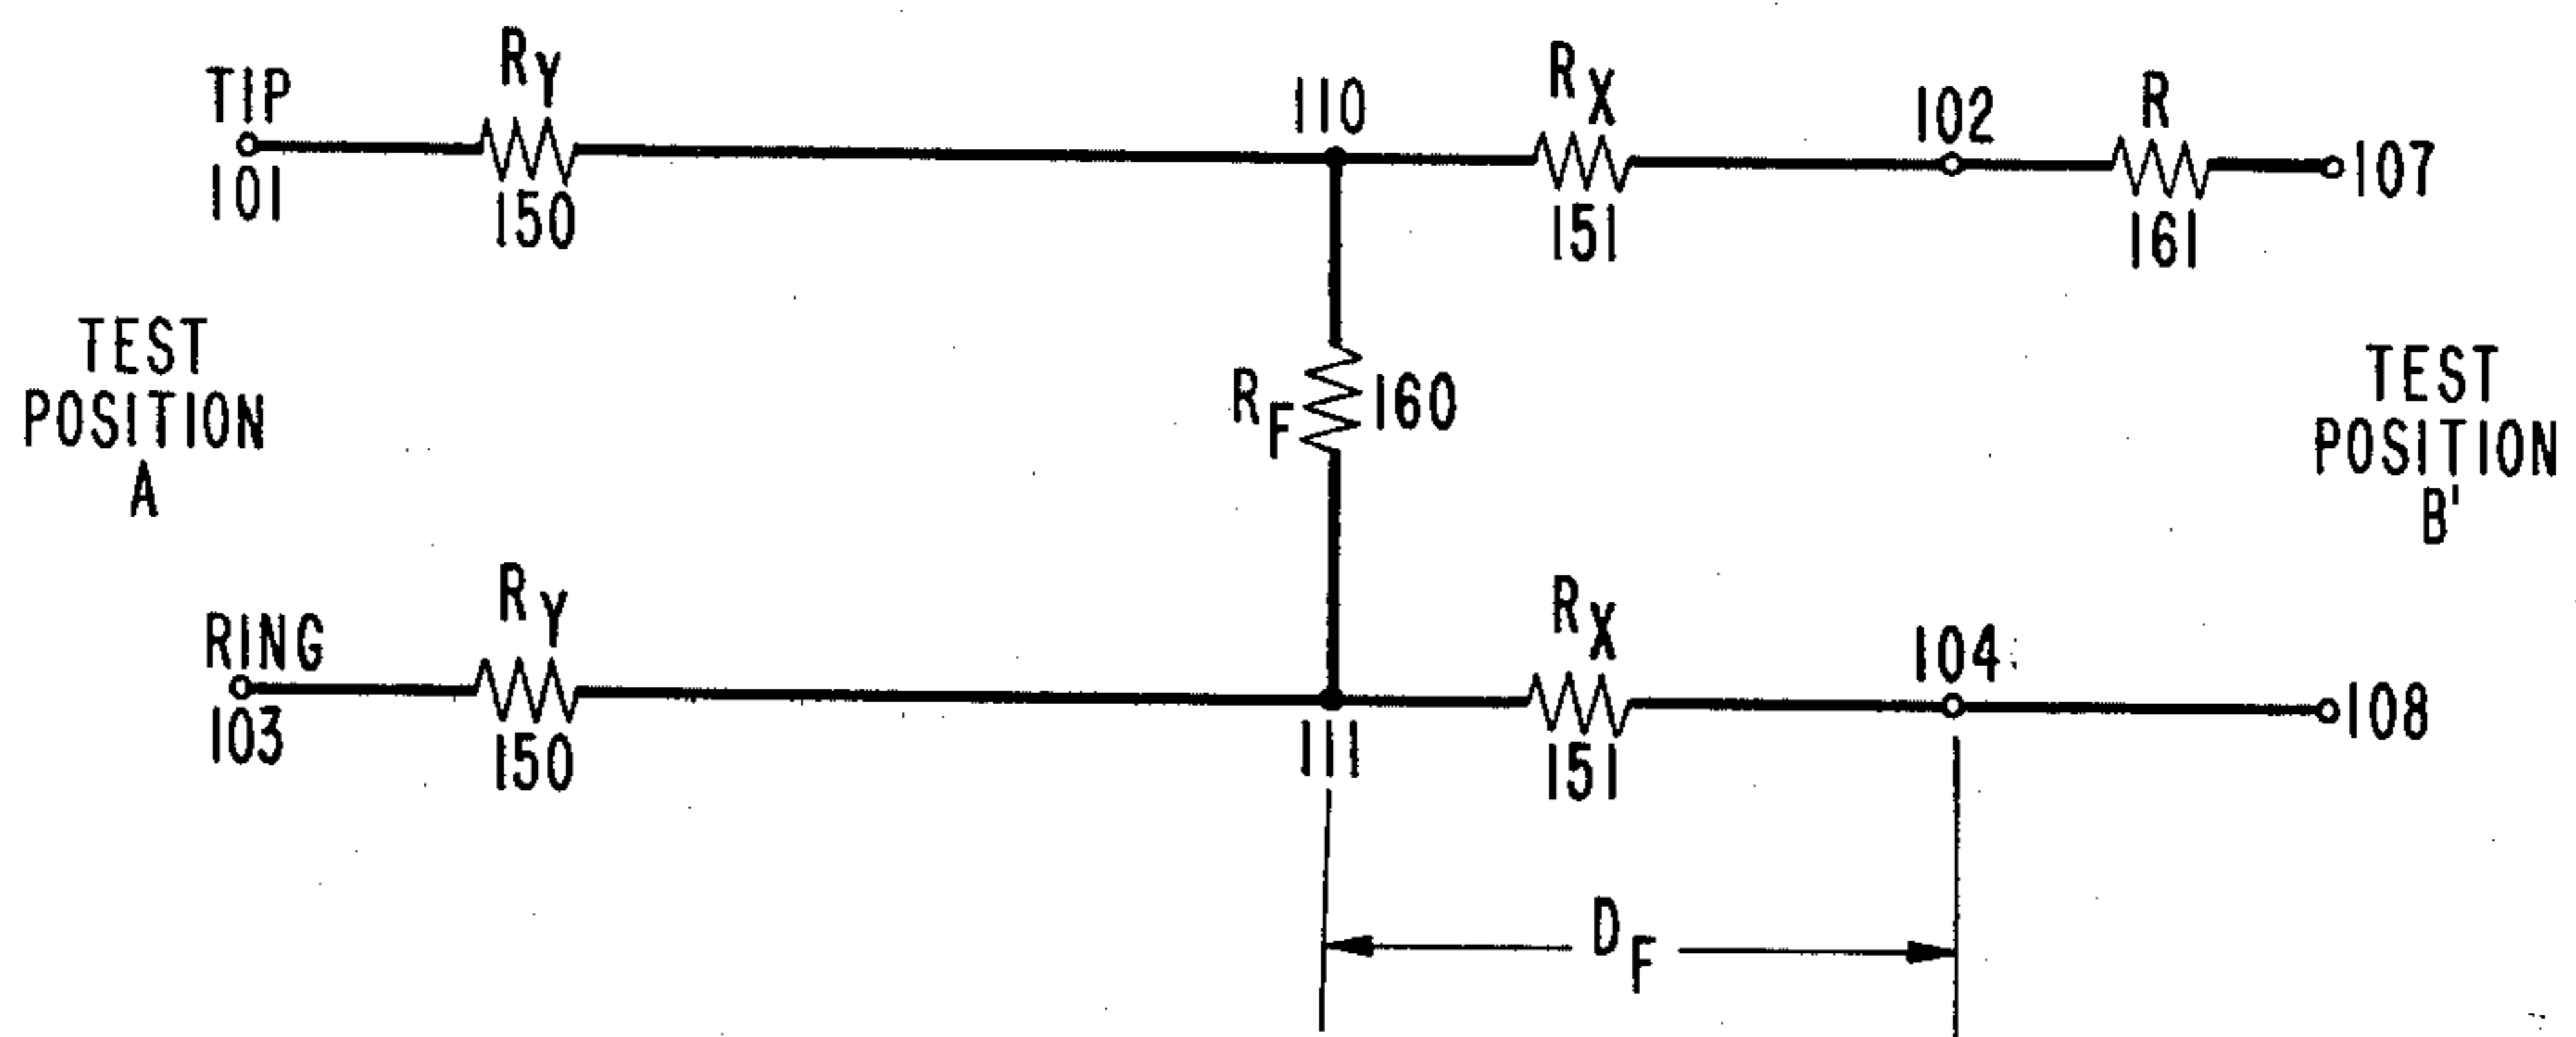 TIP
101
RY
150
110
RX
151
102
R
161
107
TEST
POSITION
A
RF
160
TEST
POSITION
B'
RING
103
RY
150
111
RX
151
104
108
DF